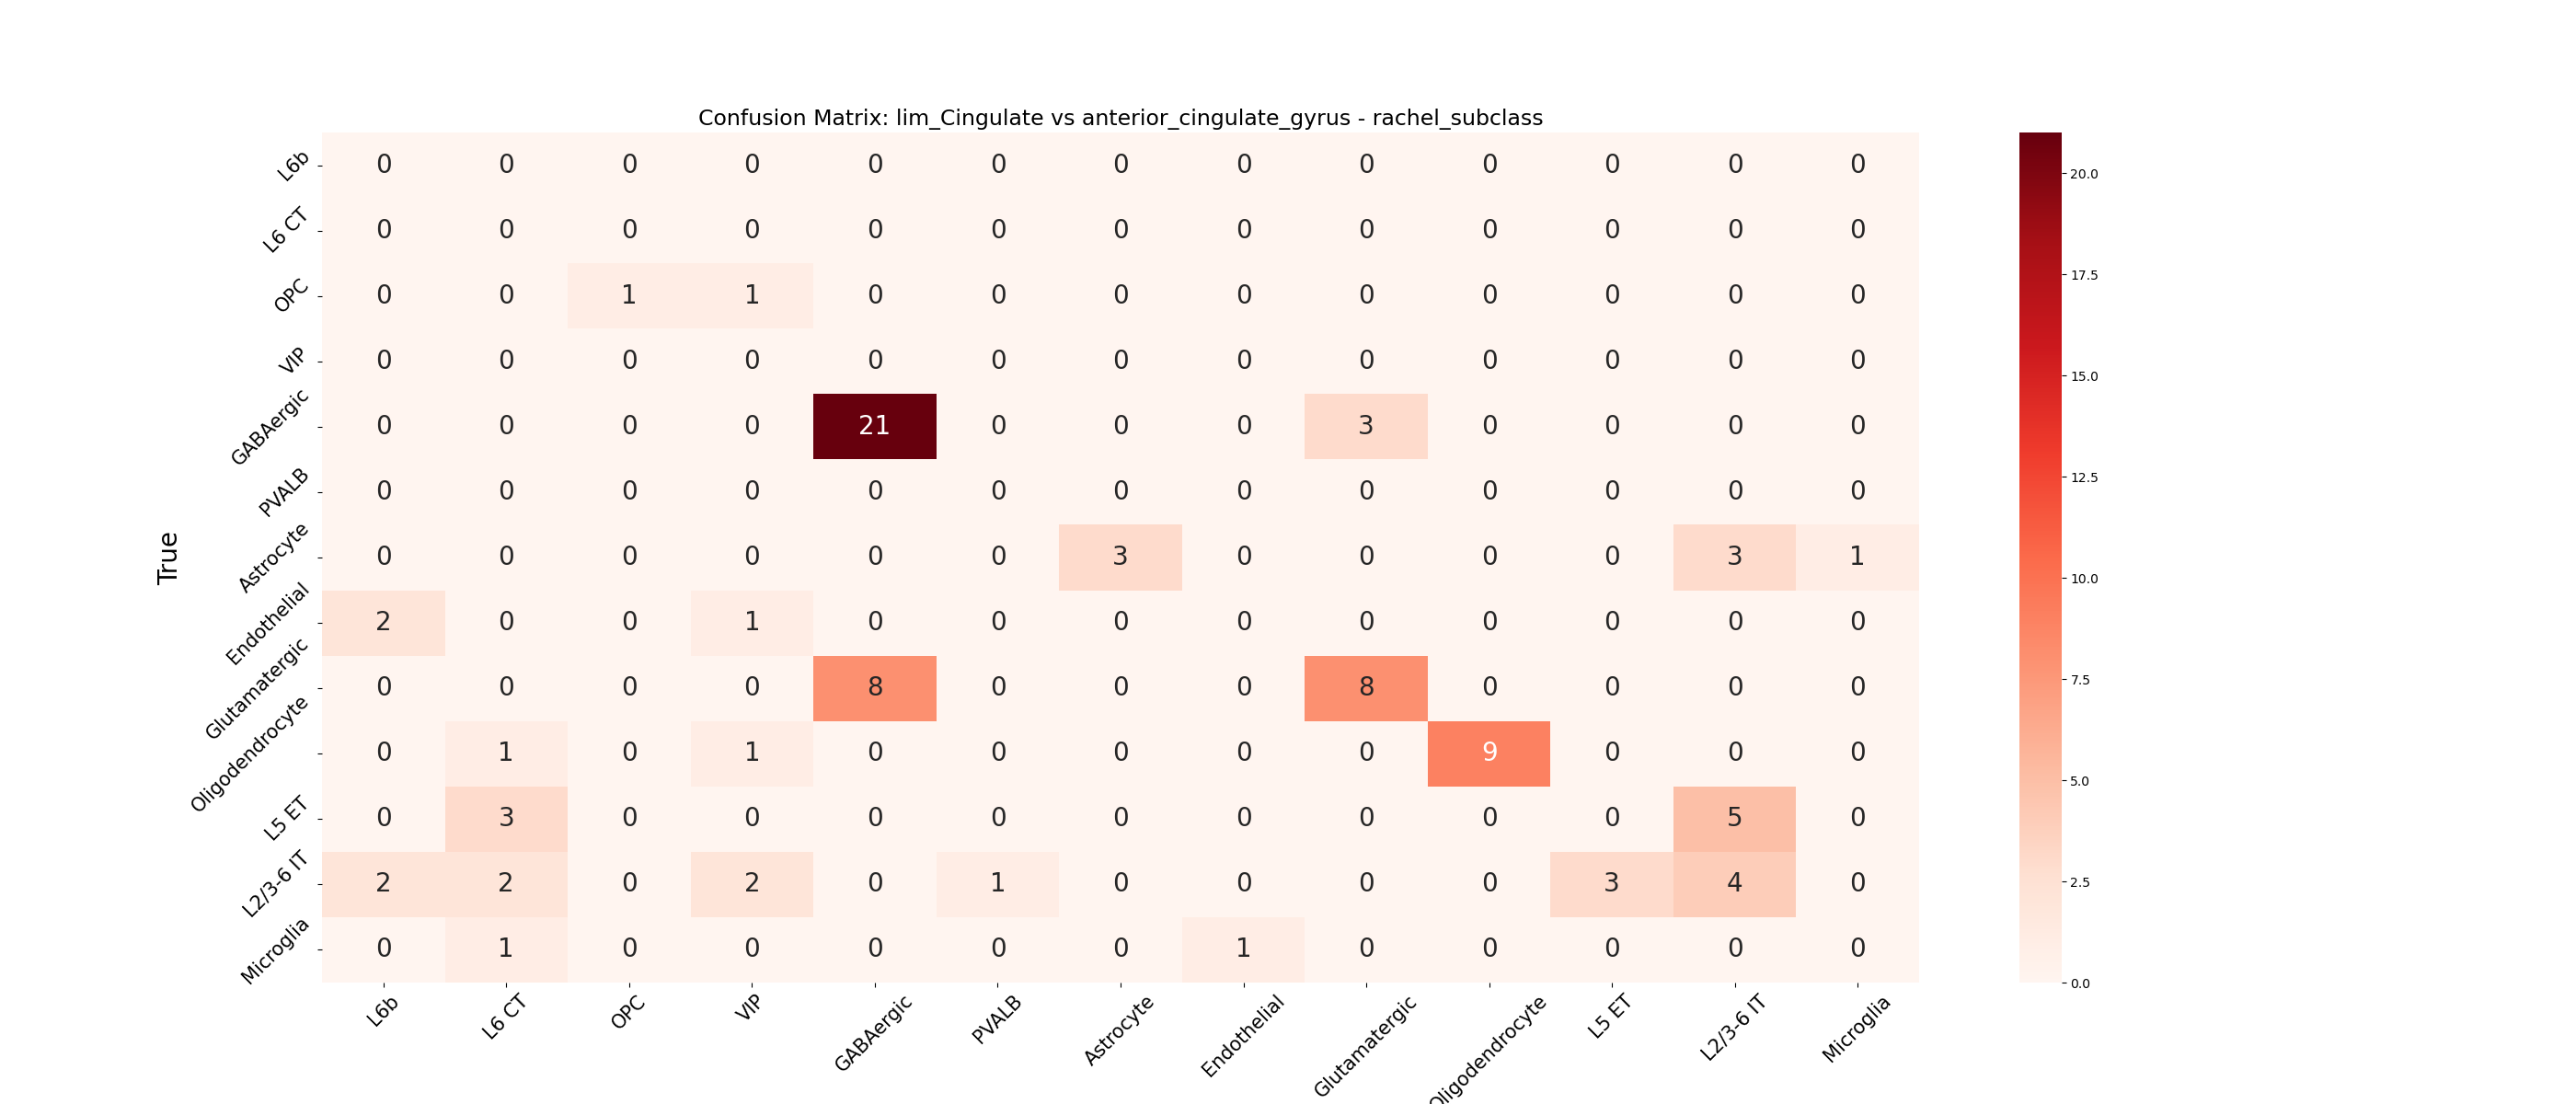 Confusion Matrix: lim_Cingulate vs anterior_cingulate_gyrus - rachel_subclass
True
L6b 0 0 0 0 0 0 0 0 0 0 0 0 0
L6 CT 0 0 0 0 0 0 0 0 0 0 0 0 0
OPC 0 0 1 1 0 0 0 0 0 0 0 0 0
VIP 0 0 0 0 0 0 0 0 0 0 0 0 0
GABAergic 0 0 0 0 21 0 0 0 3 0 0 0 0
PVALB 0 0 0 0 0 0 0 0 0 0 0 0 0
Astrocyte 0 0 0 0 0 0 3 0 0 0 0 3 1
Endothelial 2 0 0 1 0 0 0 0 0 0 0 0 0
Glutamatergic 0 0 0 0 8 0 0 0 8 0 0 0 0
Oligodendrocyte 0 1 0 1 0 0 0 0 0 9 0 0 0
L5 ET 0 3 0 0 0 0 0 0 0 0 0 5 0
L2/3-6 IT 2 2 0 2 0 1 0 0 0 0 3 4 0
Microglia 0 1 0 0 0 0 0 1 0 0 0 0 0
L6b L6 CT OPC VIP GABAergic PVALB Astrocyte Endothelial Glutamatergic Oligodendrocyte L5 ET L2/3-6 IT Microglia
20.0
17.5
15.0
12.5
10.0
7.5
5.0
2.5
0.0